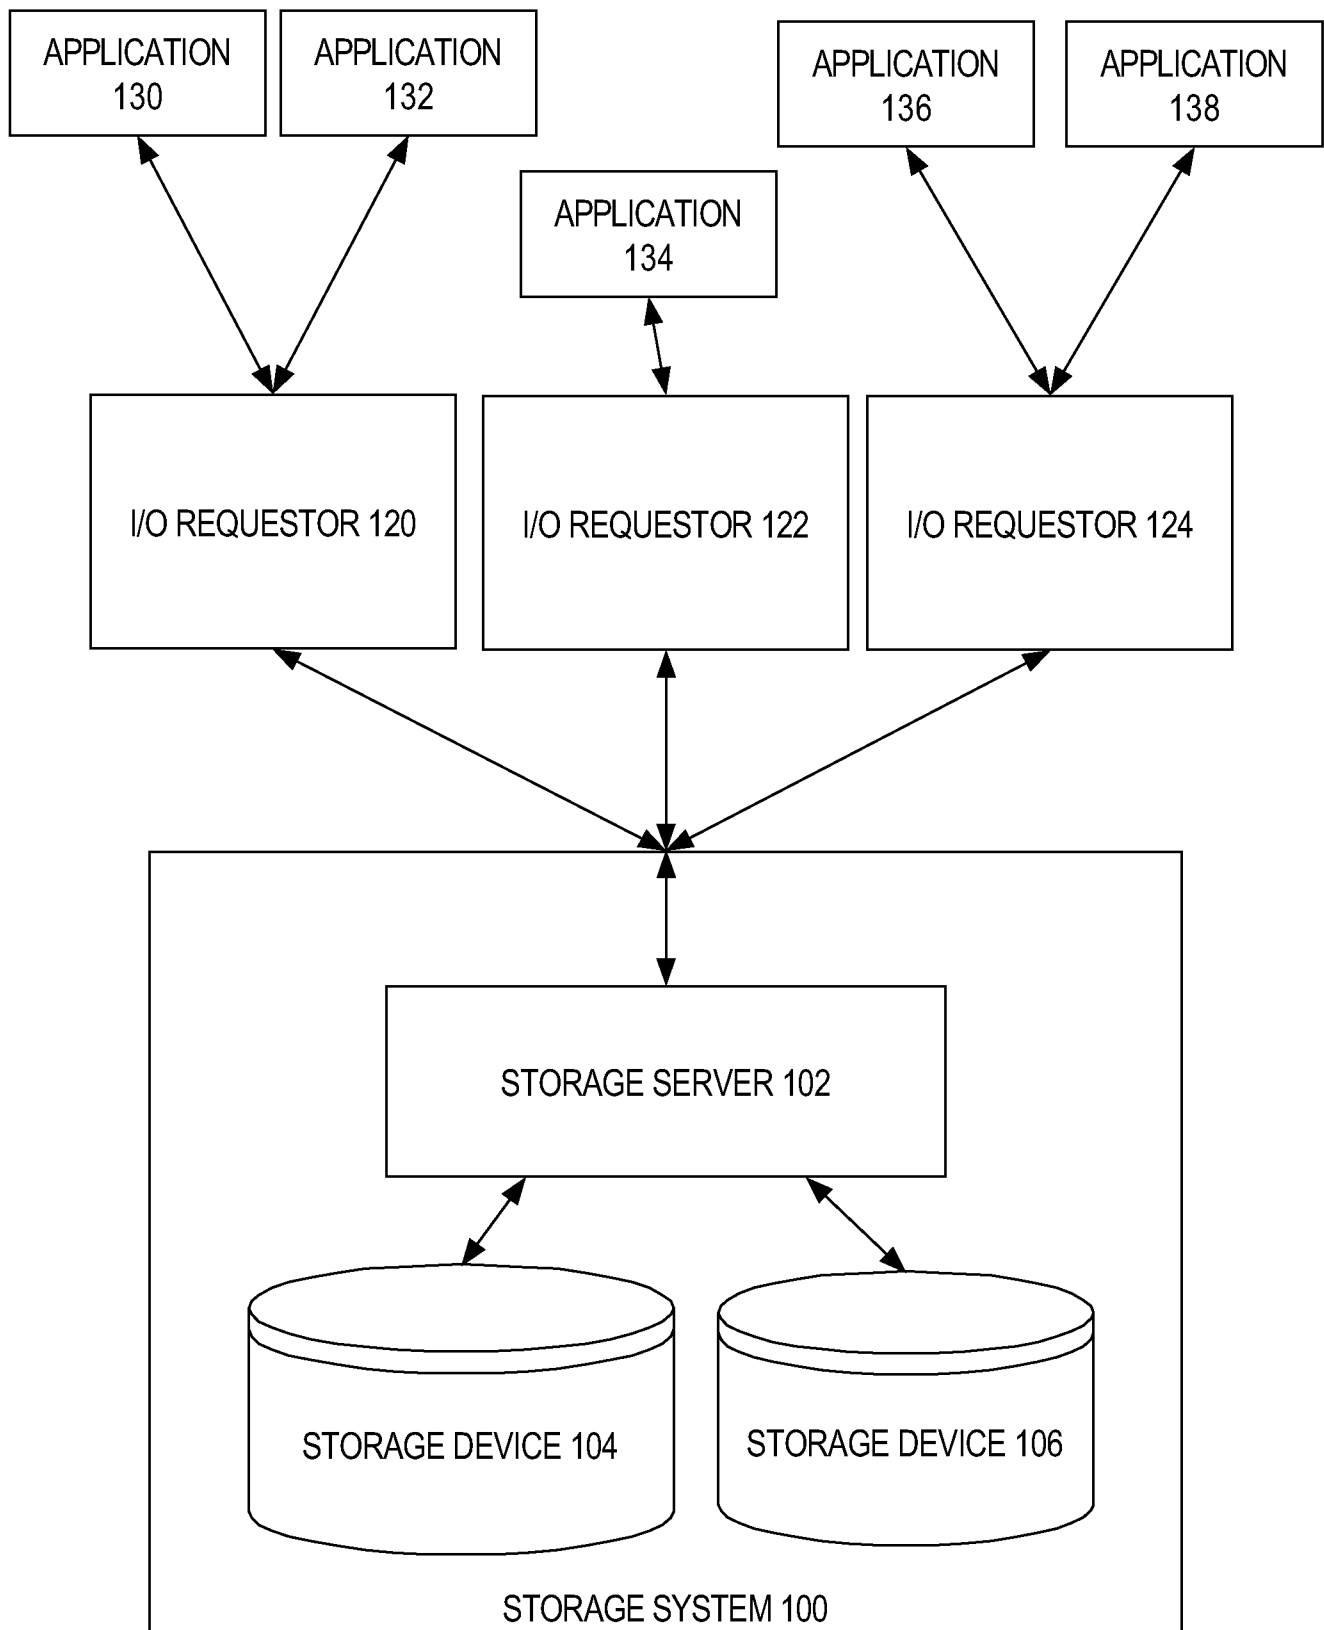 APPLICATION
130
APPLICATION
132
APPLICATION
136
APPLICATION
138
APPLICATION
134
I/O REQUESTOR 120
I/O REQUESTOR 122
I/O REQUESTOR 124
STORAGE SERVER 102
STORAGE DEVICE 104
STORAGE DEVICE 106
STORAGE SYSTEM 100